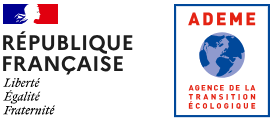 RÉPUBLIQUE
FRANÇAISE
Liberté
Égalité
Fraternité
ADEME
AGENCE DE LA
TRANSITION
ÉCOLOGIQUE